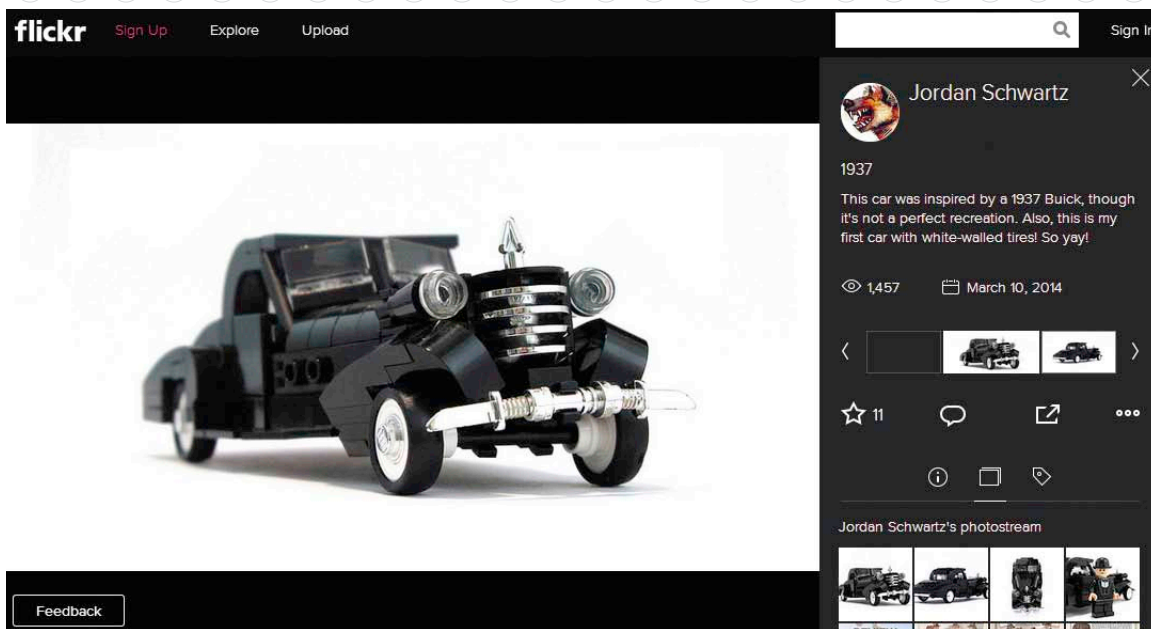 flickr Sign Up Explore Upload
Sign In
Jordan Schwartz
1937
This car was inspired by a 1937 Buick, though
it's not a perfect recreation. Also, this is my
first car with white-walled tires! So yay!
1,457 March 10, 2014
11
Jordan Schwartz's photostream
Feedback